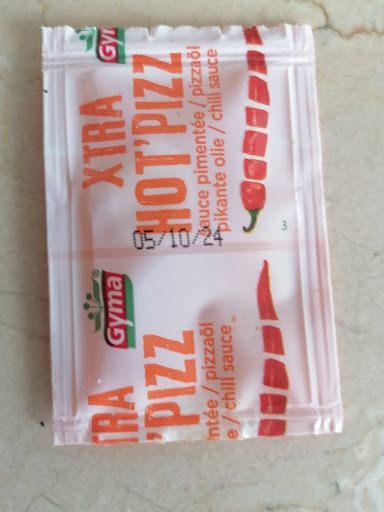 Gyma
XTRA
HOT'PIZZ
sauce pimentée / pizzaöl
pikante olie / chili sauce
3
05/10/24
Gyma®
TRA
'PIZZ
ntée / pizzaöl
e / chili sauce